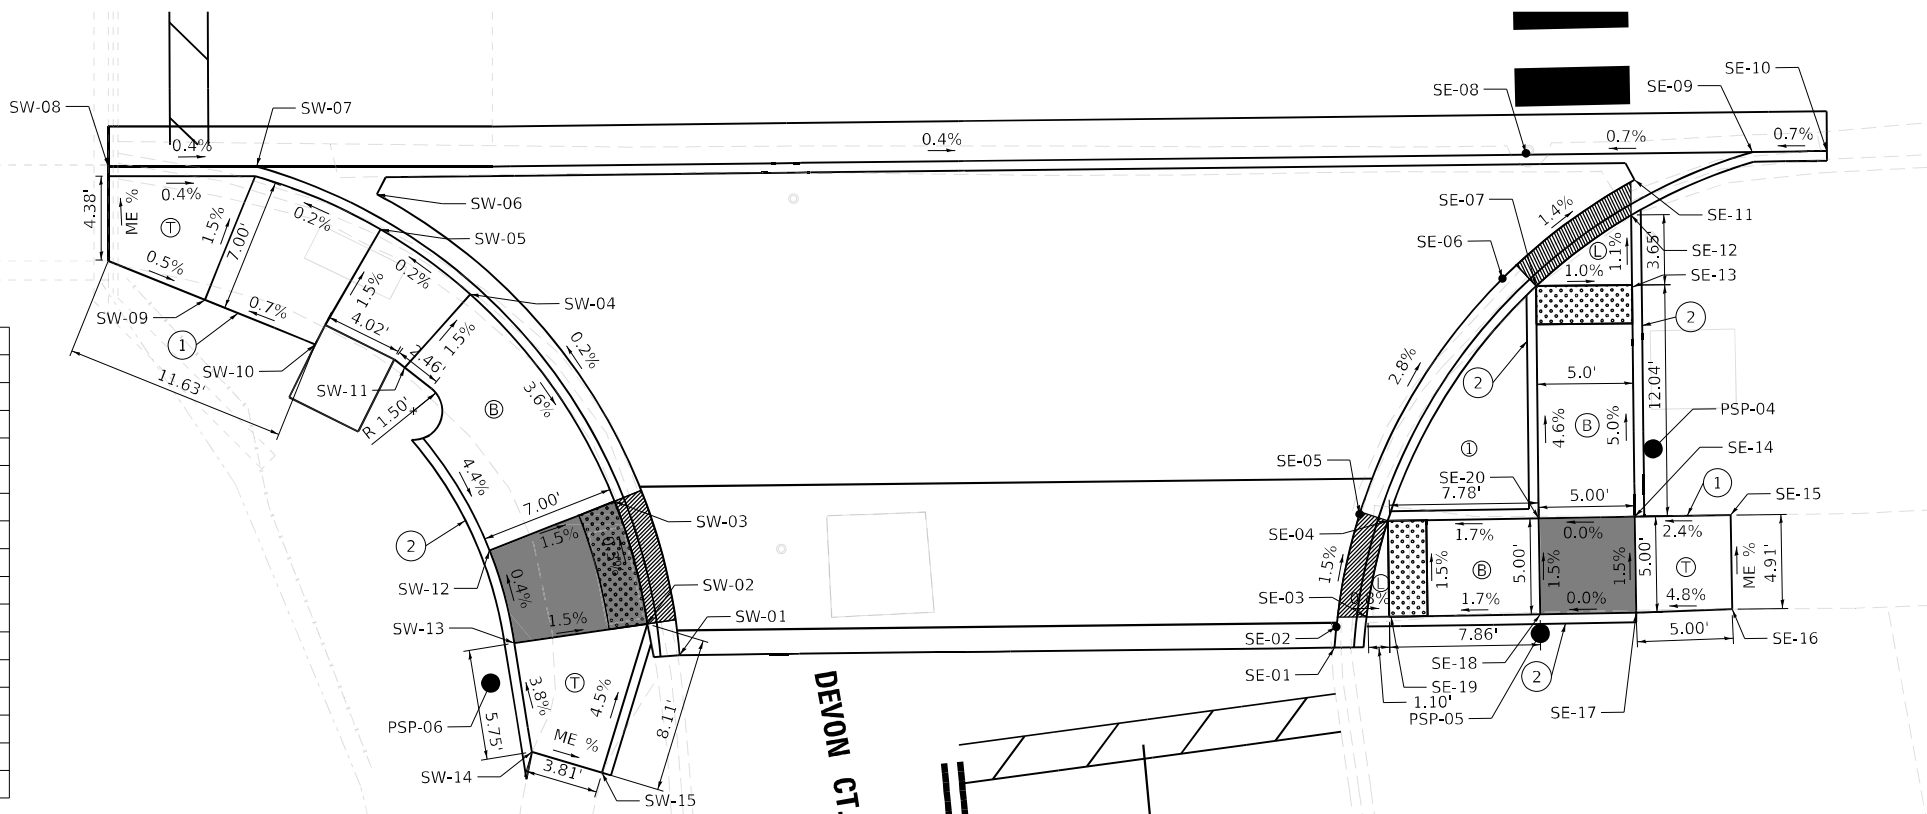 SE-10
SE-09
SE-08
SW-08
SW-07
0.4%
0.4%
0.7%
0.7%
4.38'
ME %
0.4%
T
1.5%
7.00'
0.2%
SW-06
SW-05
0.5%
0.2%
1.5%
SW-04
SW-09
0.7%
4.02'
1
SW-10
2.46'
1.5%
0.2%
11.63'
SW-11
R 1.50'
3.6%
B
4.4%
7.00'
2
1.5%
SW-03
SW-12
0.4%
SW-02
SW-13
1.5%
SW-01
T
3.8%
4.5%
PSP-06
5.75'
8.11'
ME %
3.81'
SW-14
SW-15
DEVON CT.
SE-07
1.4%
SE-11
SE-06
L
1.1%
3.65'
SE-12
1.0%
SE-13
2
2.8%
2
5.0'
12.04'
PSP-04
4.6%
B
5.0%
1
SE-14
SE-05
SE-20
7.78'
5.00'
1
SE-15
SE-04
1.7%
0.0%
2.4%
1.5%
L
1.5%
B
5.00'
1.5%
1.5%
5.00'
T
ME %
4.91'
SE-03
1.7%
0.0%
4.8%
SE-02
7.86'
5.00'
SE-16
SE-01
SE-18
2
SE-19
1.10'
PSP-05
SE-17